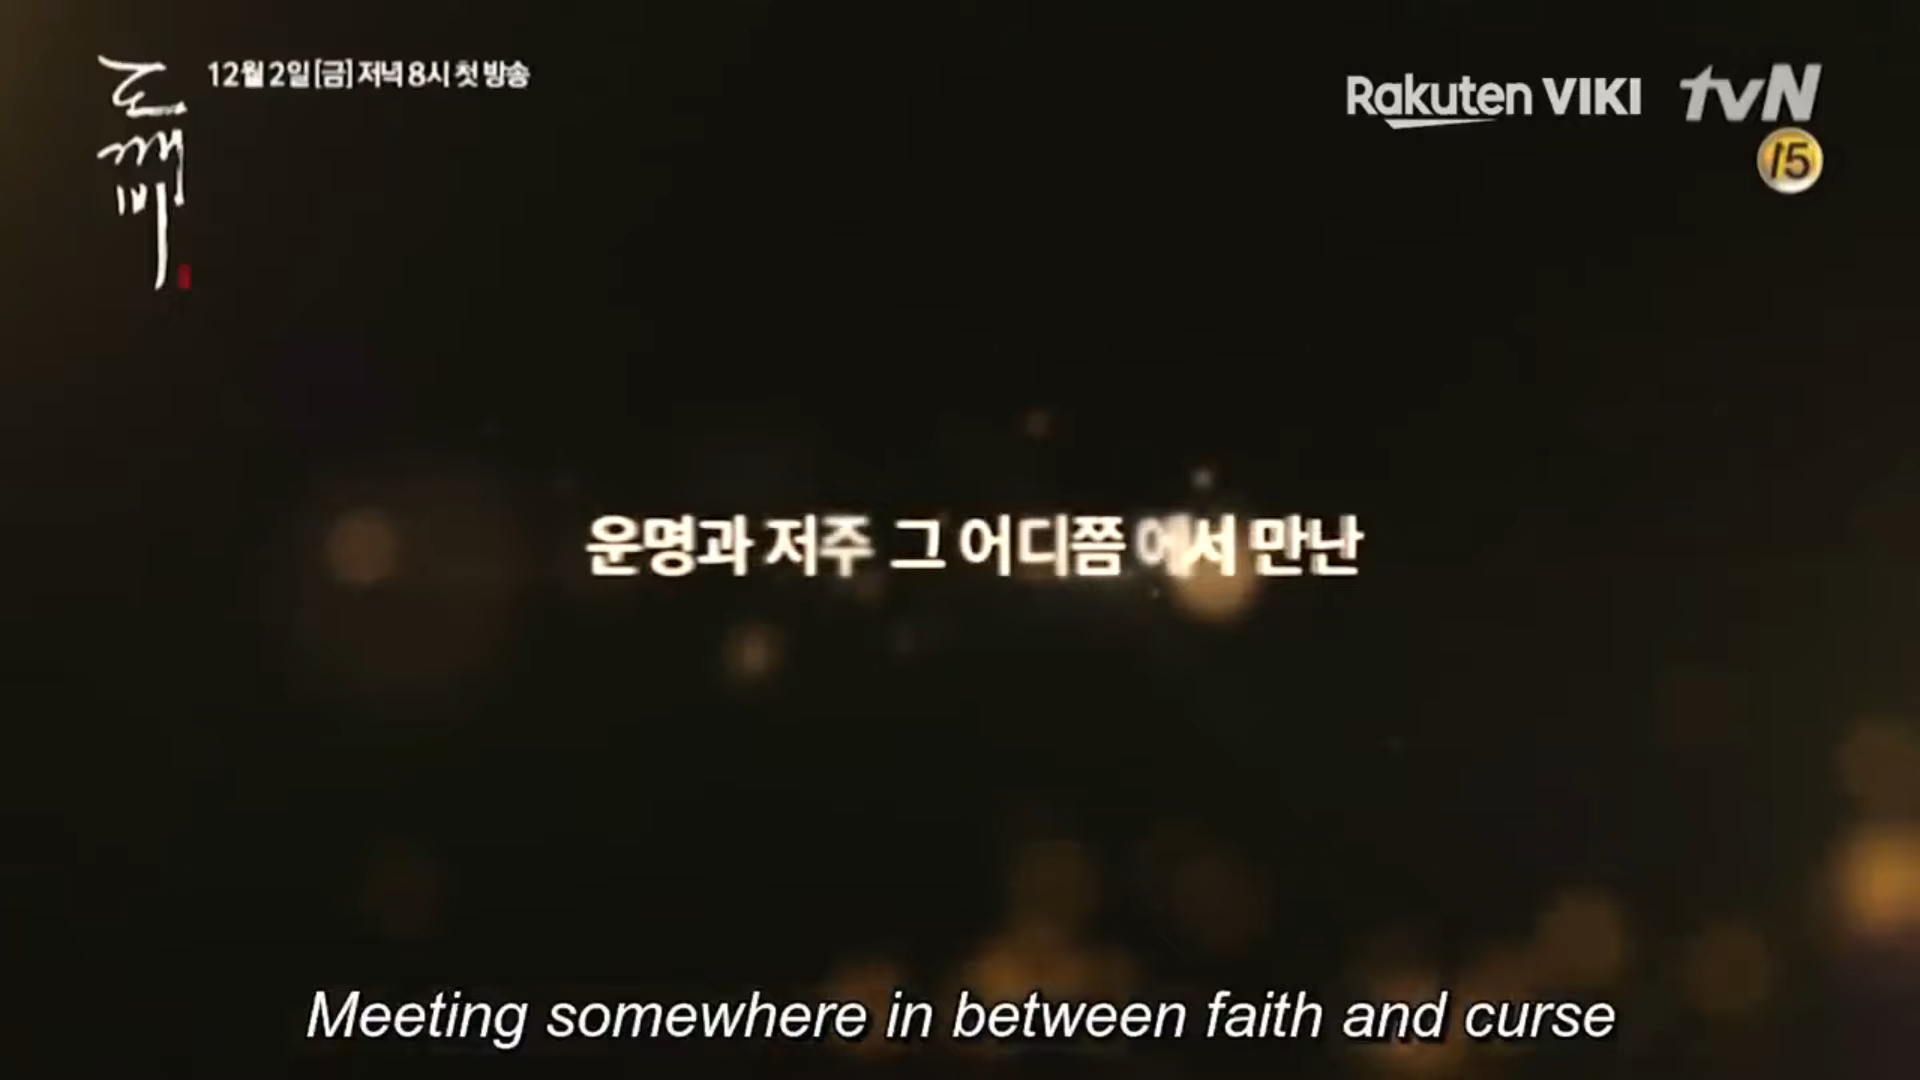 도깨비
12월 2일[금] 저녁 8시 첫 방송
Rakuten VIKI
tvN
15
운명과 저주 그 어디쯤에서 만난
Meeting somewhere in between faith and curse